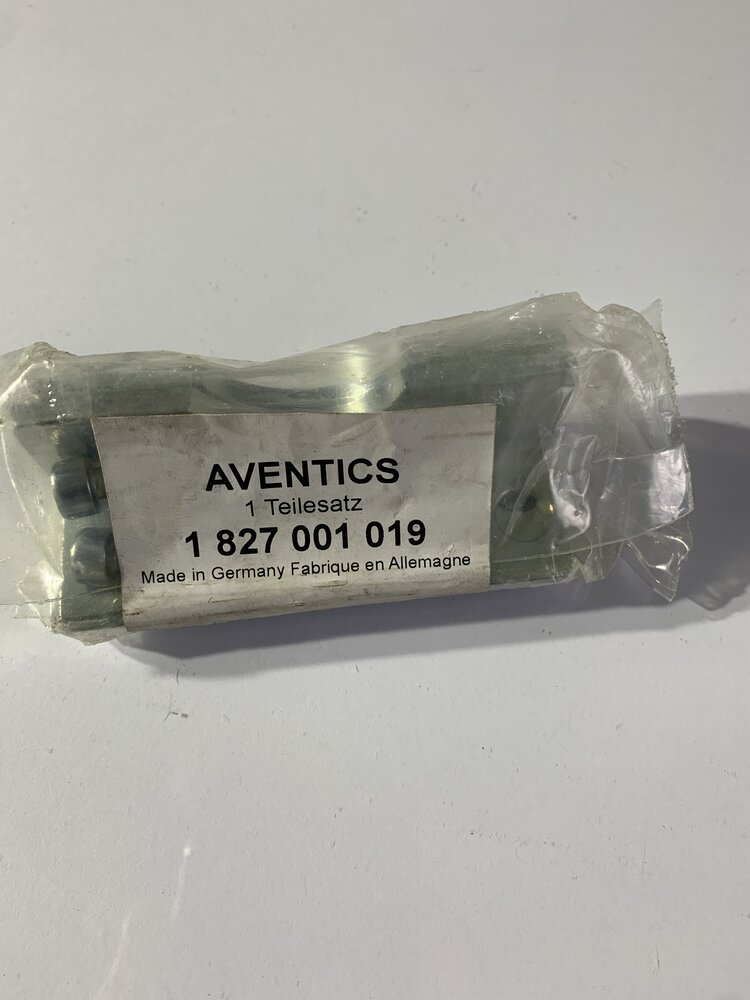 AVENTICS
1 Teilesatz
1 827 001 019
Made in Germany Fabrique en Allemagne